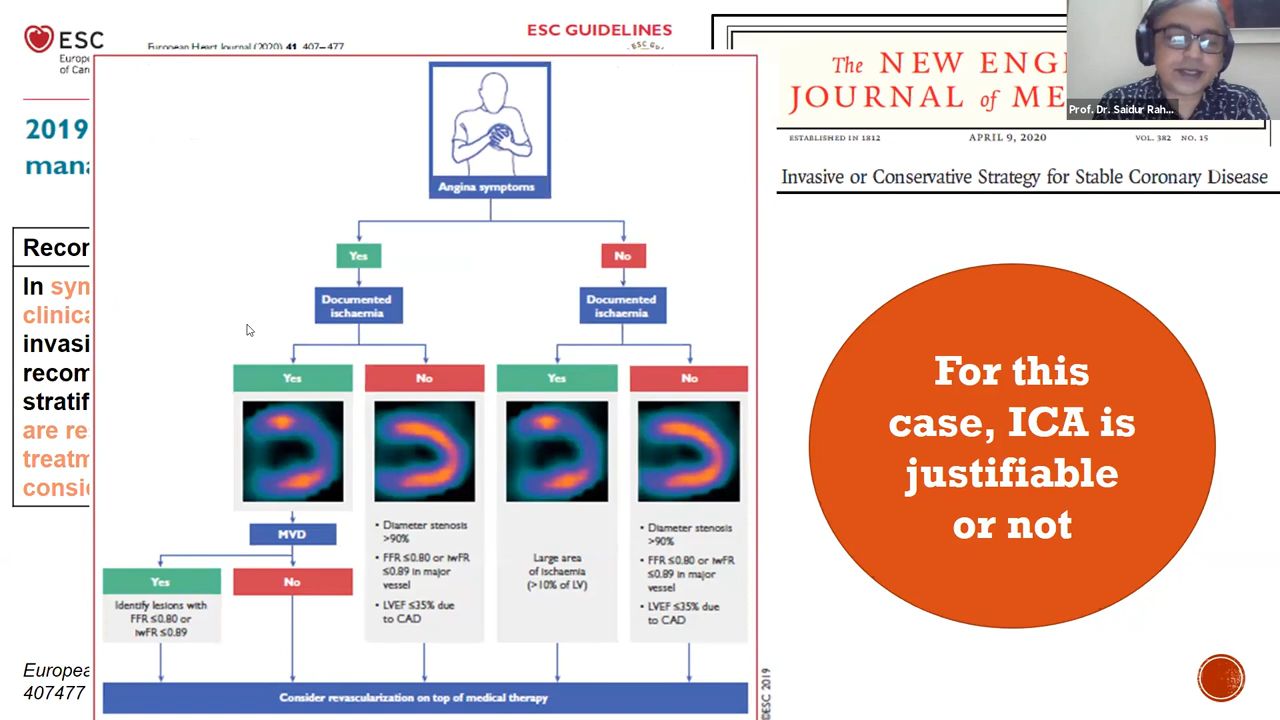 ESC
Europe
of Car
European Heart Journal (2020) 41, 407–477
ESC GUIDELINES
2019
mana
Recor
In sym
clinica
invasi
recom
stratif
are re
treatm
consi
Europea
407477
Angina symptoms
Yes
No
Documented
ischaemia
Documented
ischaemia
Yes
No
Yes
No
MVD
Yes
No
Identify lesions with
FFR ≤0.80 or
iwFR ≤0.89
• Diameter stenosis
>90%
• FFR ≤0.80 or iwFR
≤0.89 in major
vessel
• LVEF ≤35% due
to CAD
Large area
of ischaemia
(>10% of LV)
• Diameter stenosis
>90%
• FFR ≤0.80 or iwFR
≤0.89 in major
vessel
• LVEF ≤35% due
to CAD
Consider revascularization on top of medical therapy
©ESC 2019
The NEW ENG
JOURNAL of ME
Prof. Dr. Saidur Rah...
ESTABLISHED IN 1812
APRIL 9, 2020
VOL. 382 NO. 15
Invasive or Conservative Strategy for Stable Coronary Disease
For this
case, ICA is
justifiable
or not